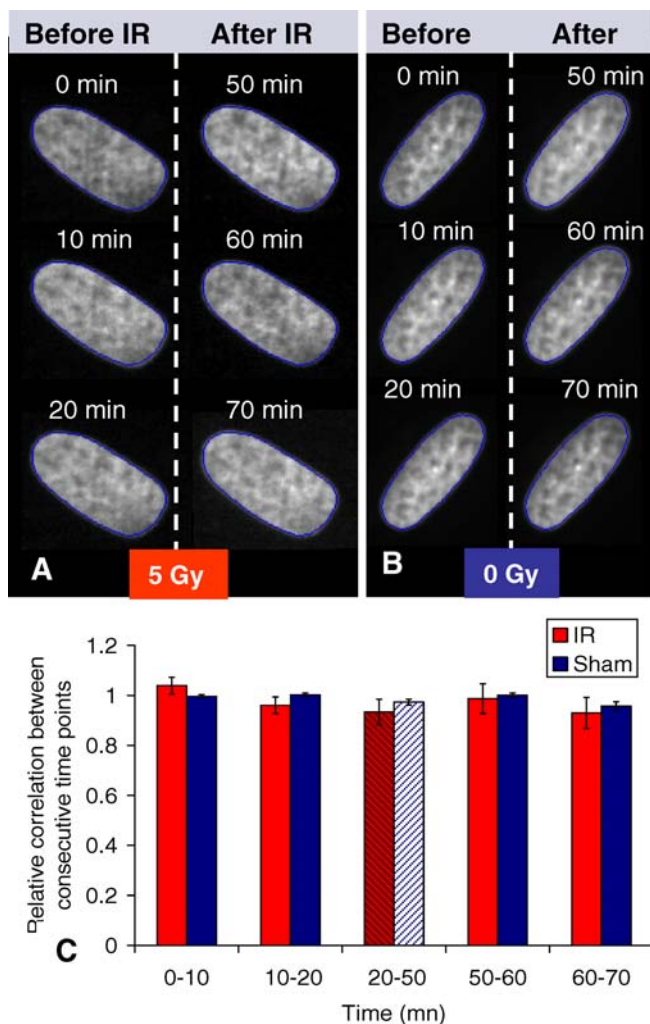 Before IR After IR
0 min 50 min
10 min 60 min
20 min 70 min
A 5 Gy
Before After
0 min 50 min
10 min 60 min
20 min 70 min
B 0 Gy
IR
Sham
correlation between
consecutive time points
1.2
1
0.8
0.6
0.4
0.2
0
C
0-10 10-20 20-50 50-60 60-70
Time (mn)